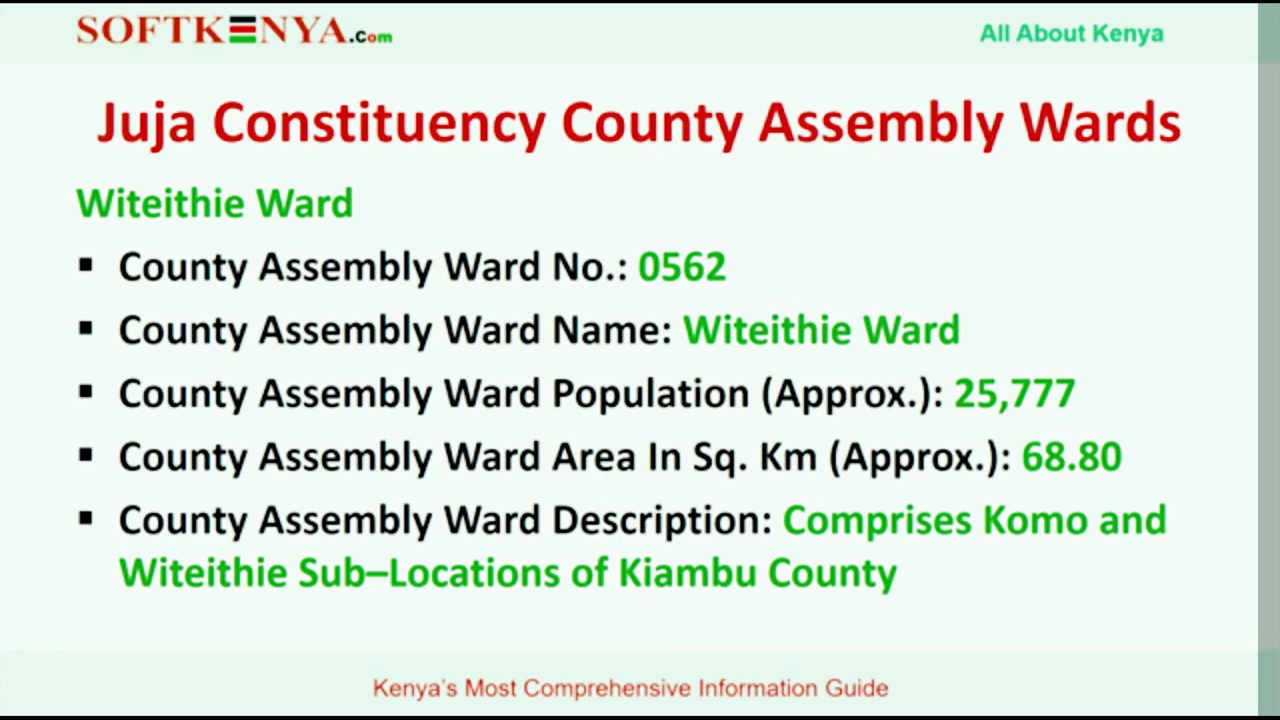 SOFTKENYA.Com
All About Kenya
Juja Constituency County Assembly Wards
Witeithie Ward
▪ County Assembly Ward No.: 0562
▪ County Assembly Ward Name: Witeithie Ward
▪ County Assembly Ward Population (Approx.): 25,777
▪ County Assembly Ward Area In Sq. Km (Approx.): 68.80
▪ County Assembly Ward Description: Comprises Komo and
Witeithie Sub–Locations of Kiambu County
Kenya's Most Comprehensive Information Guide